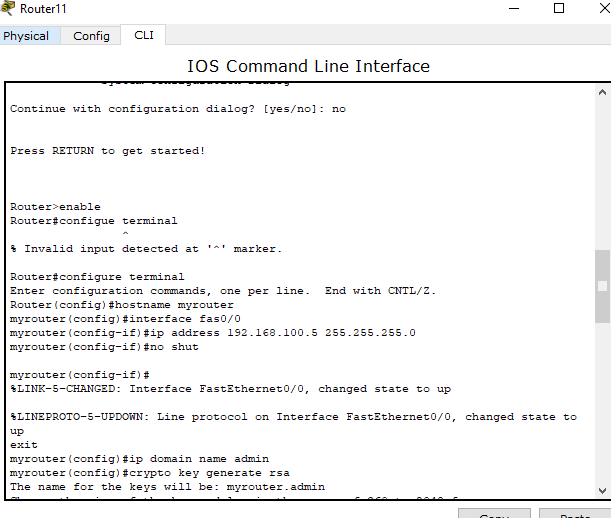 Router11
Physical Config CLI
IOS Command Line Interface
Continue with configuration dialog? [yes/no]: no
Press RETURN to get started!
Router>enable
Router#configue terminal
^
% Invalid input detected at '^' marker.
Router#configure terminal
Enter configuration commands, one per line.  End with CNTL/Z.
Router(config)#hostname myrouter
myrouter(config)#interface fas0/0
myrouter(config-if)#ip address 192.168.100.5 255.255.255.0
myrouter(config-if)#no shut
myrouter(config-if)#
%LINK-5-CHANGED: Interface FastEthernet0/0, changed state to up
%LINEPROTO-5-UPDOWN: Line protocol on Interface FastEthernet0/0, changed state to
up
exit
myrouter(config)#ip domain name admin
myrouter(config)#crypto key generate rsa
The name for the keys will be: myrouter.admin